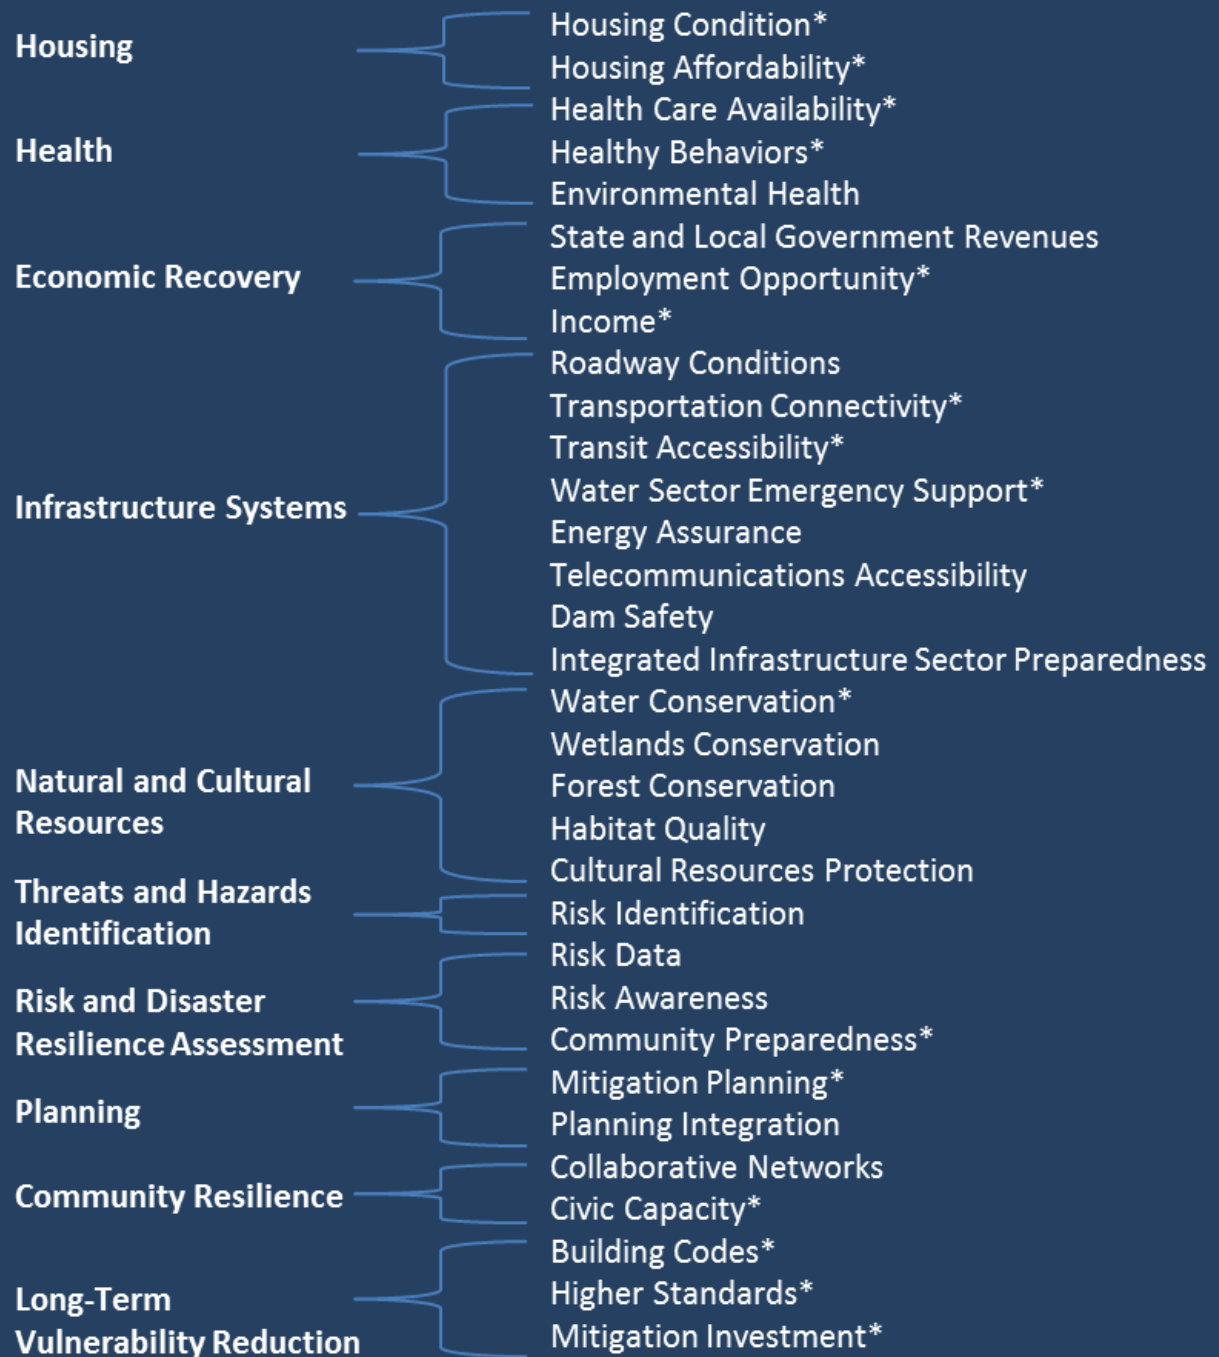 Housing
Housing Condition*
Housing Affordability*
Health
Health Care Availability*
Healthy Behaviors*
Environmental Health
Economic Recovery
State and Local Government Revenues
Employment Opportunity*
Income*
Infrastructure Systems
Roadway Conditions
Transportation Connectivity*
Transit Accessibility*
Water Sector Emergency Support*
Energy Assurance
Telecommunications Accessibility
Dam Safety
Integrated Infrastructure Sector Preparedness
Natural and Cultural
Resources
Water Conservation*
Wetlands Conservation
Forest Conservation
Habitat Quality
Cultural Resources Protection
Threats and Hazards
Identification
Risk Identification
Risk and Disaster
Resilience Assessment
Risk Data
Risk Awareness
Community Preparedness*
Planning
Mitigation Planning*
Planning Integration
Community Resilience
Collaborative Networks
Civic Capacity*
Long-Term
Vulnerability Reduction
Building Codes*
Higher Standards*
Mitigation Investment*